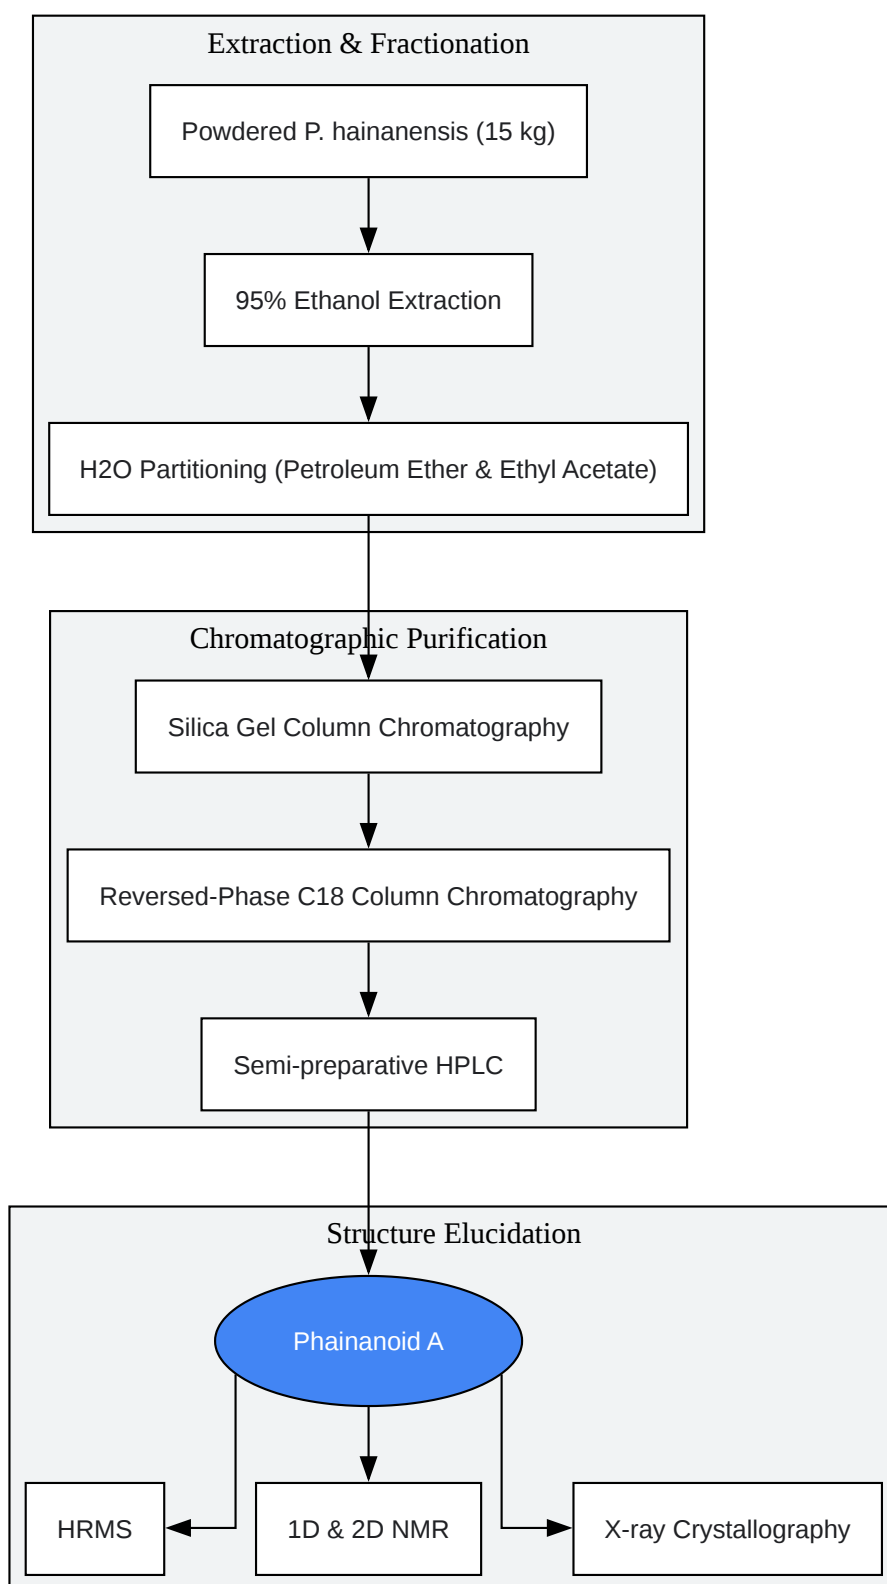 Extraction & Fractionation
Powdered P. hainanensis (15 kg)
95% Ethanol Extraction
H2O Partitioning (Petroleum Ether & Ethyl Acetate)
Chromatographic Purification
Silica Gel Column Chromatography
Reversed-Phase C18 Column Chromatography
Semi-preparative HPLC
Structure Elucidation
Phainanoid A
HRMS
1D & 2D NMR
X-ray Crystallography